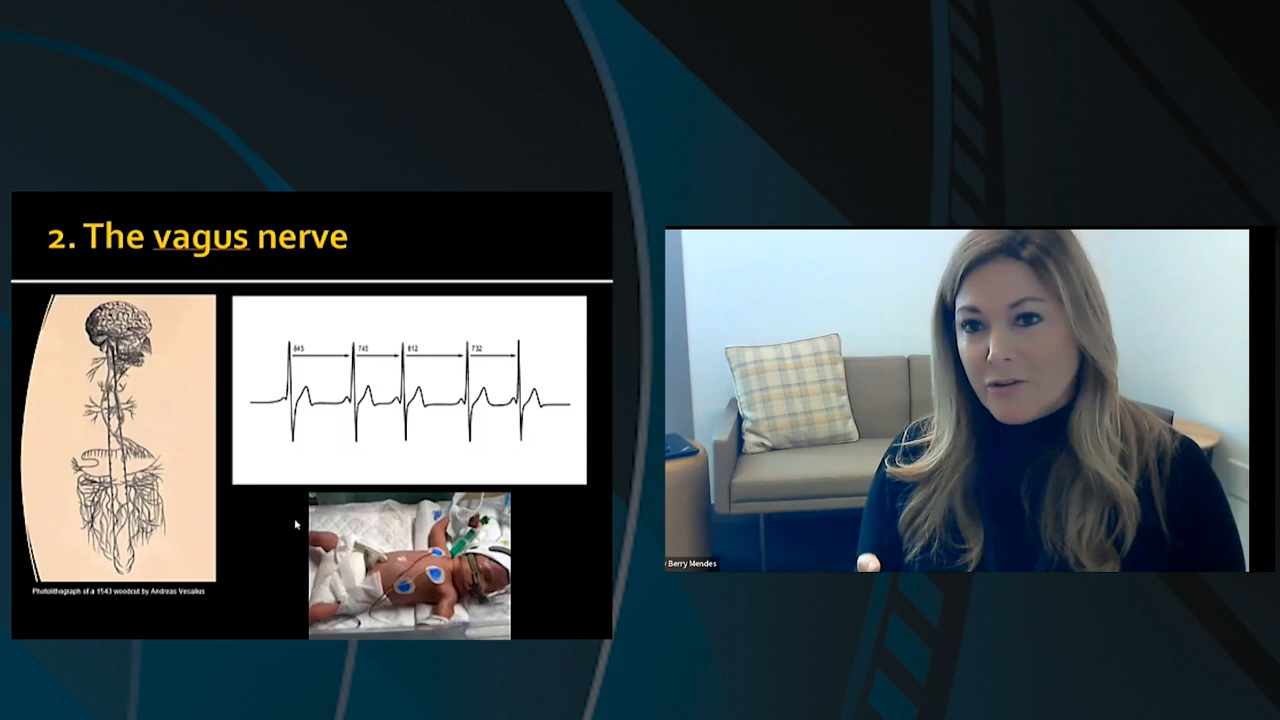 2. The vagus nerve
845 745 812 732
Photolithograph of a 1543 woodcut by Andreas Vesalius
Berry Mendes